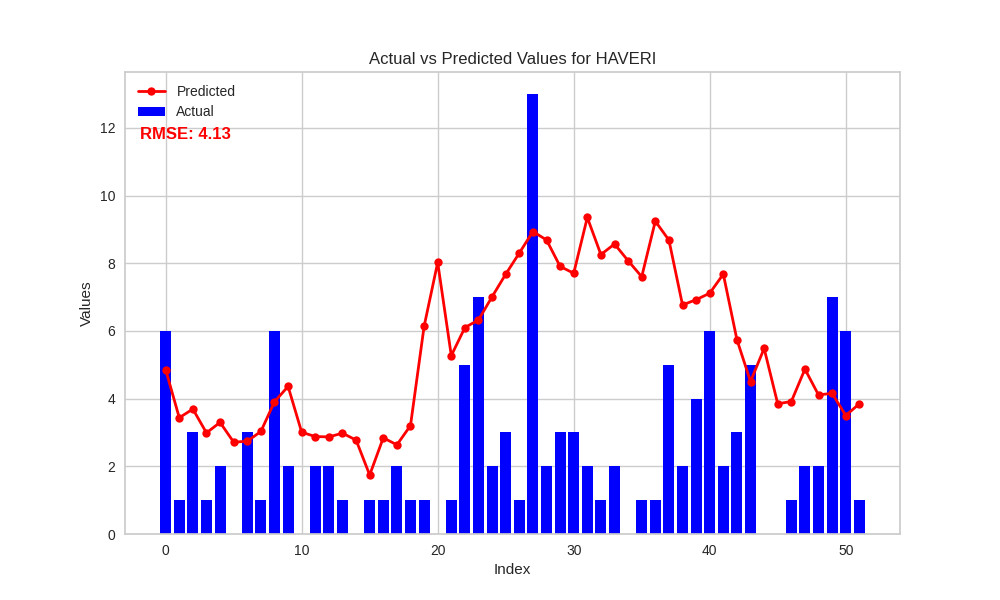 Actual vs Predicted Values for HAVERI
Predicted
Actual
RMSE: 4.13
Values
12
10
8
6
4
2
0
0 10 20 30 40 50
Index